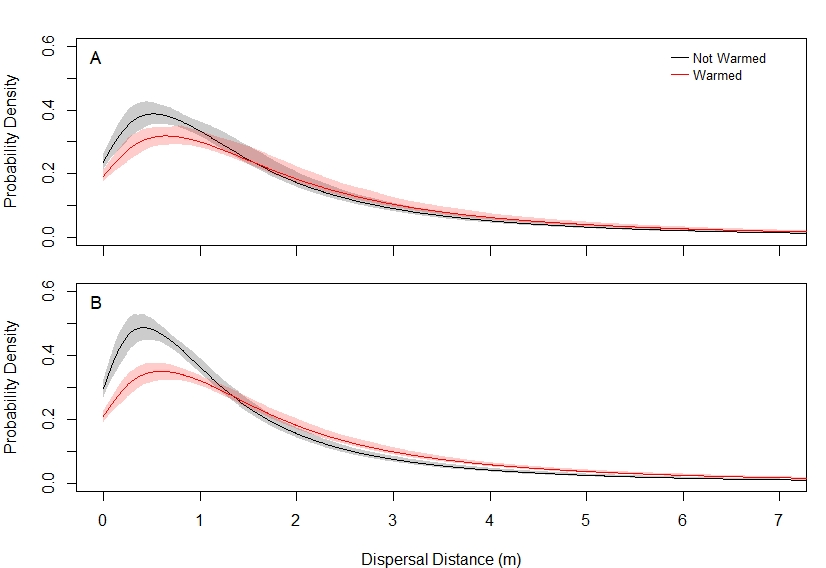 A
Not Warmed
Warmed
Probability Density
0.6
0.4
0.2
0.0
B
Probability Density
0.6
0.4
0.2
0.0
0 1 2 3 4 5 6 7
Dispersal Distance (m)